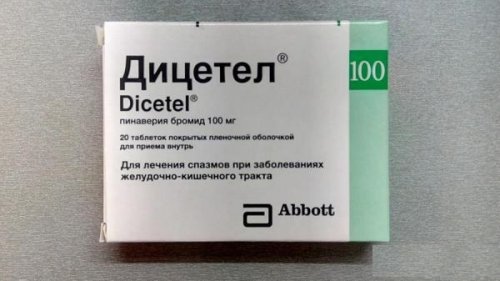 Дицетел®
100
Dicetel®
пинаверия бромид 100 мг
20 таблеток покрытых пленочной оболочкой
для приема внутрь
Для лечения спазмов при заболеваниях
желудочно-кишечного тракта
Abbott